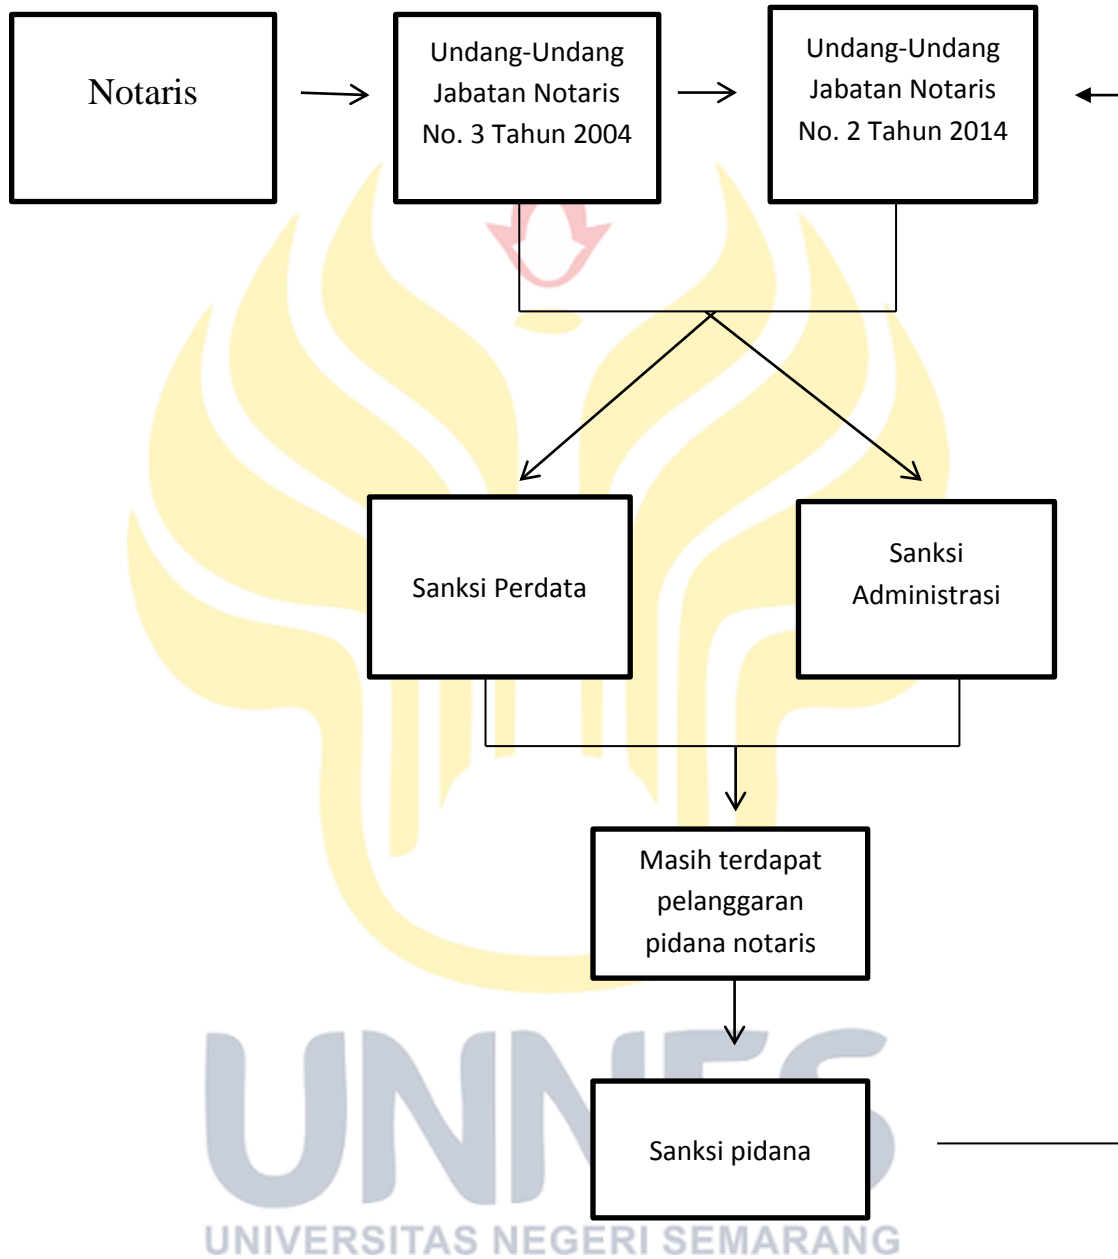 Notaris
Undang-Undang
Jabatan Notaris
No. 3 Tahun 2004
Undang-Undang
Jabatan Notaris
No. 2 Tahun 2014
Sanksi Perdata
Sanksi
Administrasi
Masih terdapat
pelanggaran
pidana notaris
Sanksi pidana
UNNES
UNIVERSITAS NEGERI SEMARANG